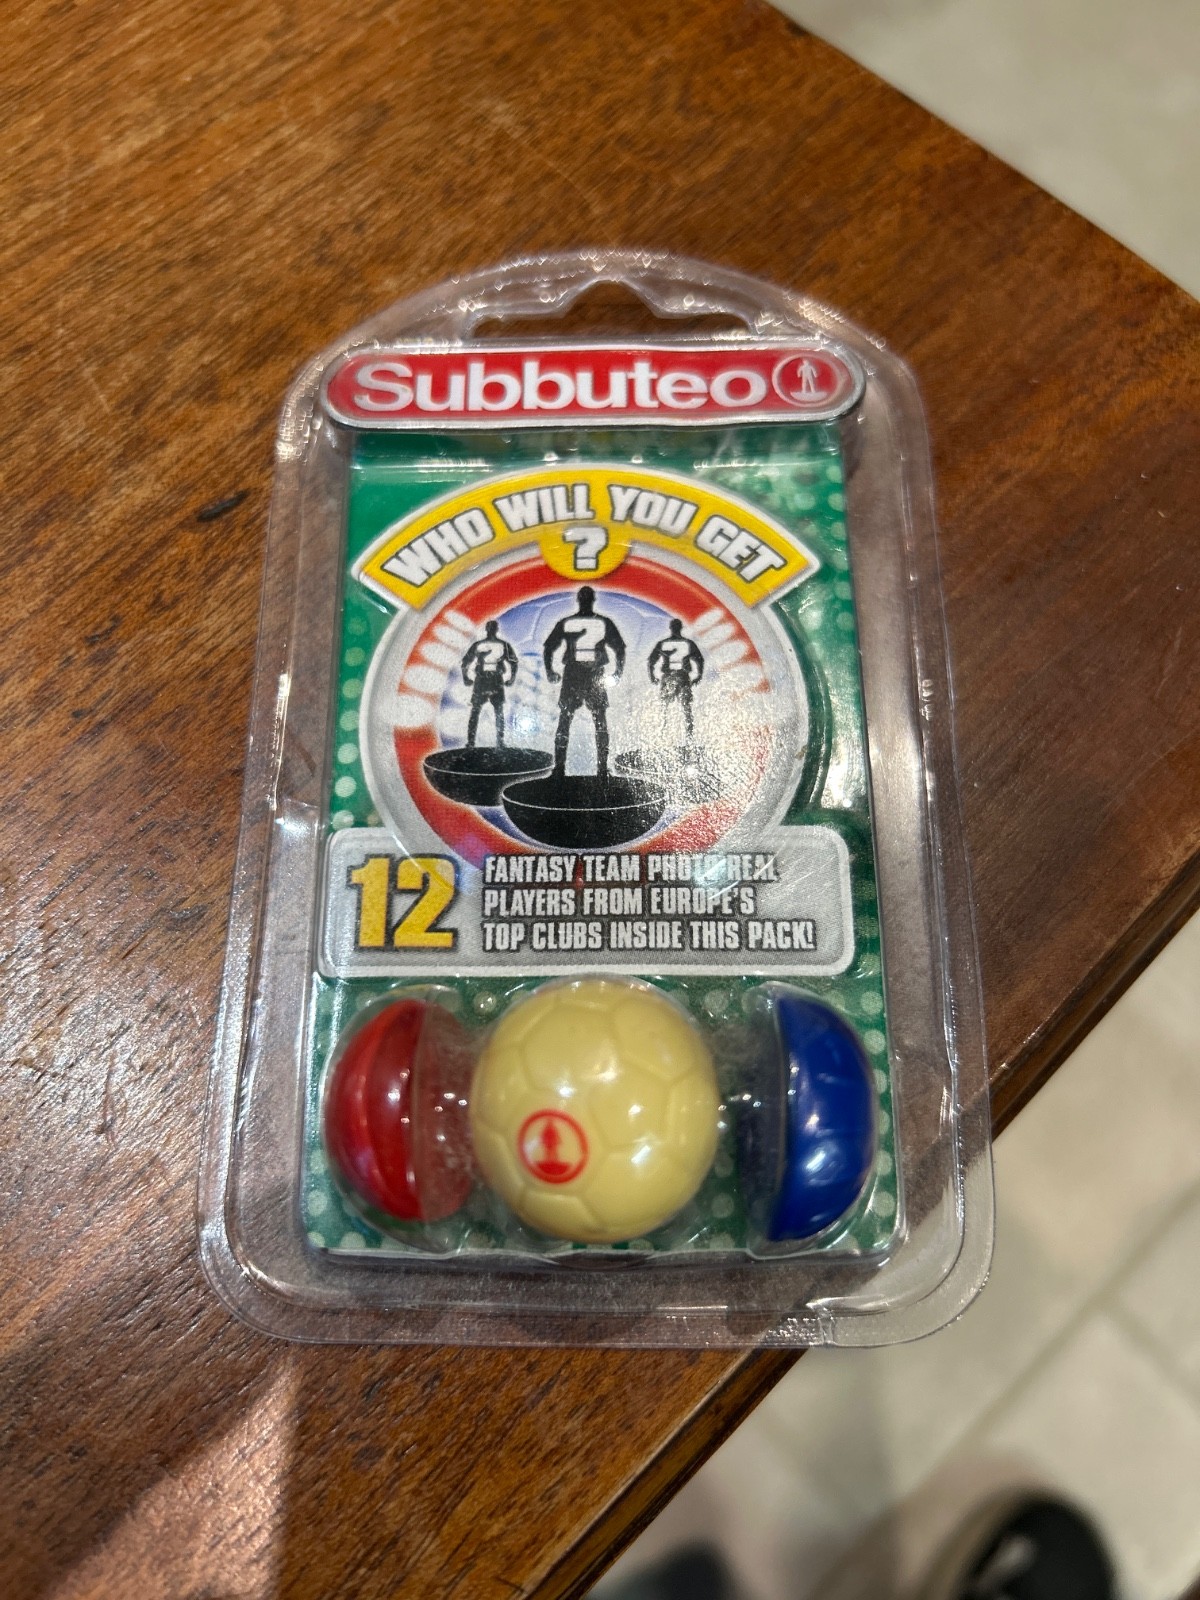 Subbuteo
WHO WILL YOU GET
?
? ? ?
12
FANTASY TEAM PHOTO REAL
PLAYERS FROM EUROPE'S
TOP CLUBS INSIDE THIS PACK!